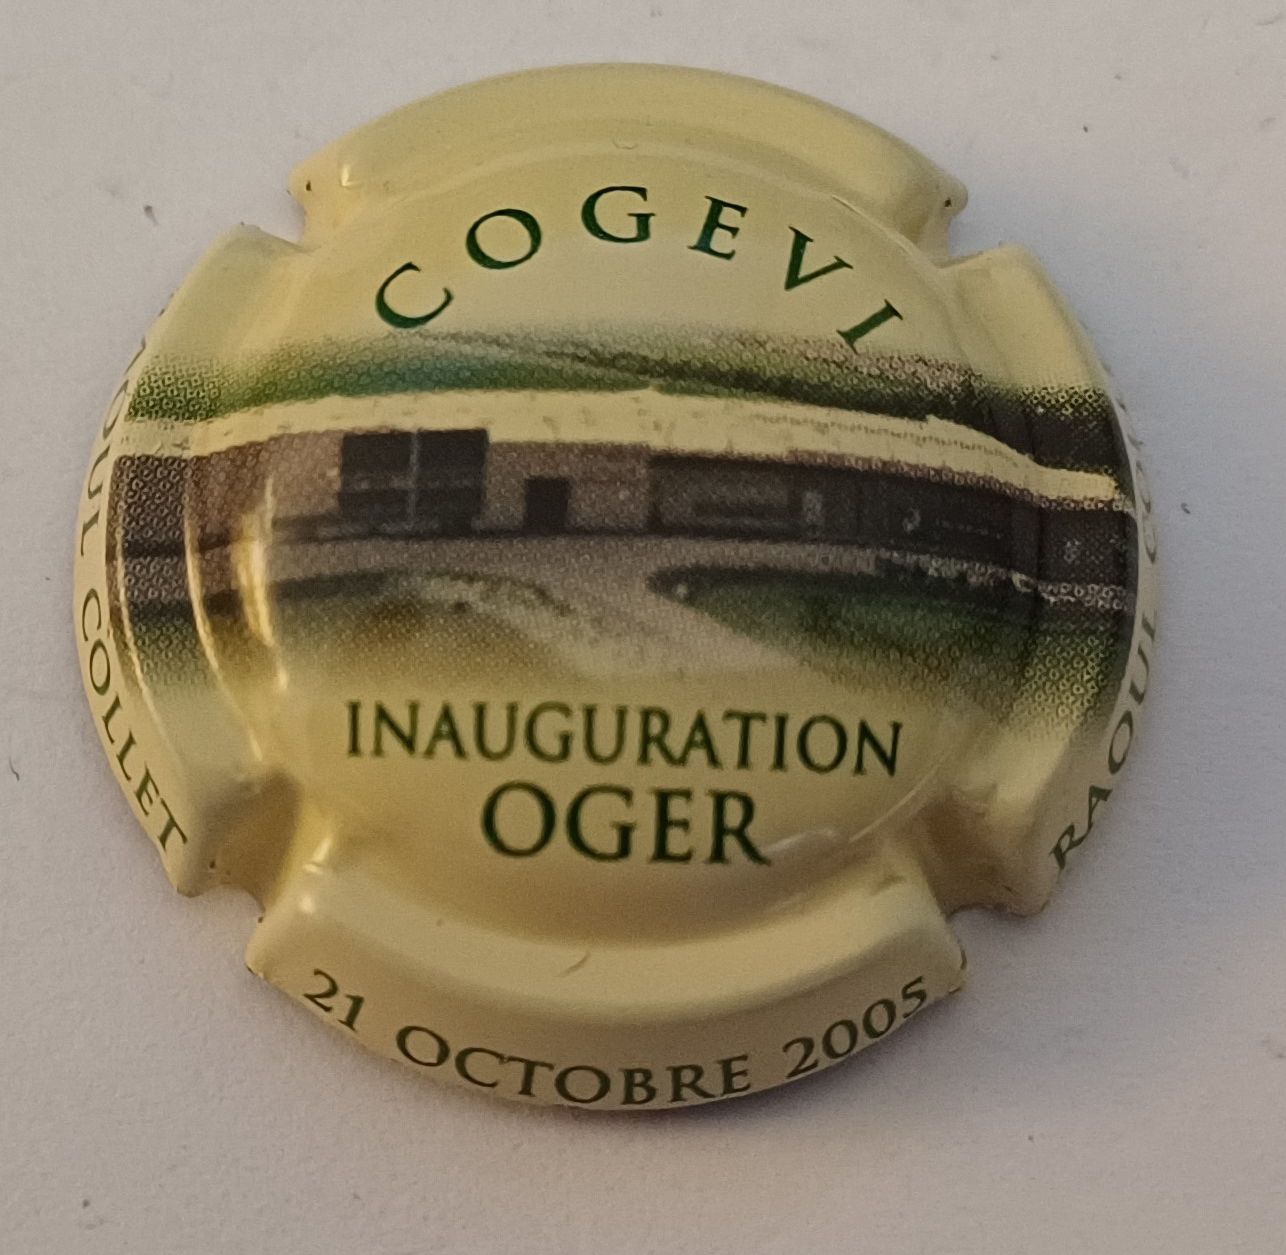 COGEVI
INAUGURATION
OGER
21 OCTOBRE 2005
COLLET
RAOUL